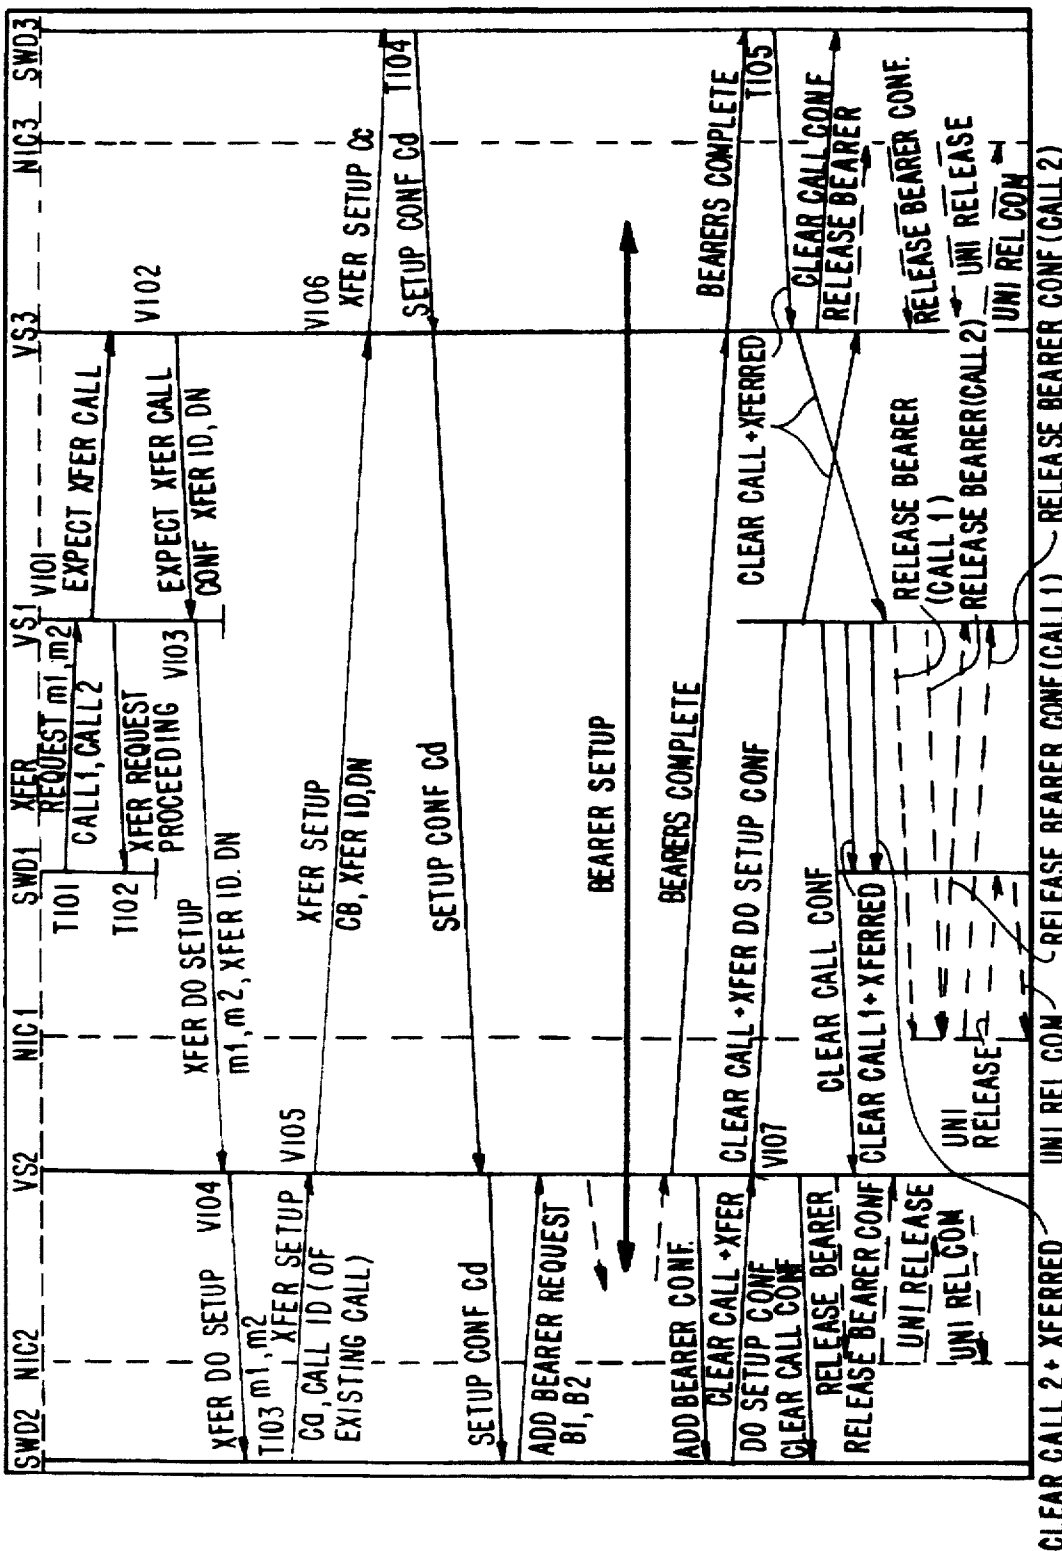 SWD2
NIC2
VS2
NIC1
SWD1
VS1
VS3
NIC3
SWD3
XFER
REQUEST m1, m2
CALL1, CALL2
T101
V101
EXPECT XFER CALL
XFER REQUEST
PROCEEDING
T102
V102
EXPECT XFER CALL
CONF XFER ID, DN
V103
XFER DO SETUP
m1, m2, XFER ID. DN
V104
XFER DO SETUP
T103 m1, m2
XFER SETUP
Ca, CALL ID (OF
EXISTING CALL)
V105
XFER SETUP
CB, XFER ID, DN
V106
XFER SETUP Cc
T104
SETUP CONF Cd
SETUP CONF Cd
SETUP CONF Cd
ADD BEARER REQUEST
B1, B2
BEARER SETUP
ADD BEARER CONF.
BEARERS COMPLETE
BEARERS COMPLETE
T105
CLEAR CALL+XFER
DO SETUP CONF
CLEAR CALL+XFER DO SETUP CONF
V107
CLEAR CALL+XFERRED
CLEAR CALL CONF
CLEAR CALL CONF
CLEAR CALL CONF
RELEASE BEARER
RELEASE BEARER
RELEASE BEARER CONF
CLEAR CALL1+XFERRED
RELEASE BEARER
(CALL 1)
RELEASE BEARER CONF.
UNI RELEASE
UNI REL COM
UNI
RELEASE
RELEASE BEARER(CALL2)
UNI RELEASE
UNI REL COM
CLEAR CALL 2+XFERRED
UNI REL COM
RELEASE BEARER CONF(CALL1)
RELEASE BEARER CONF(CALL 2)